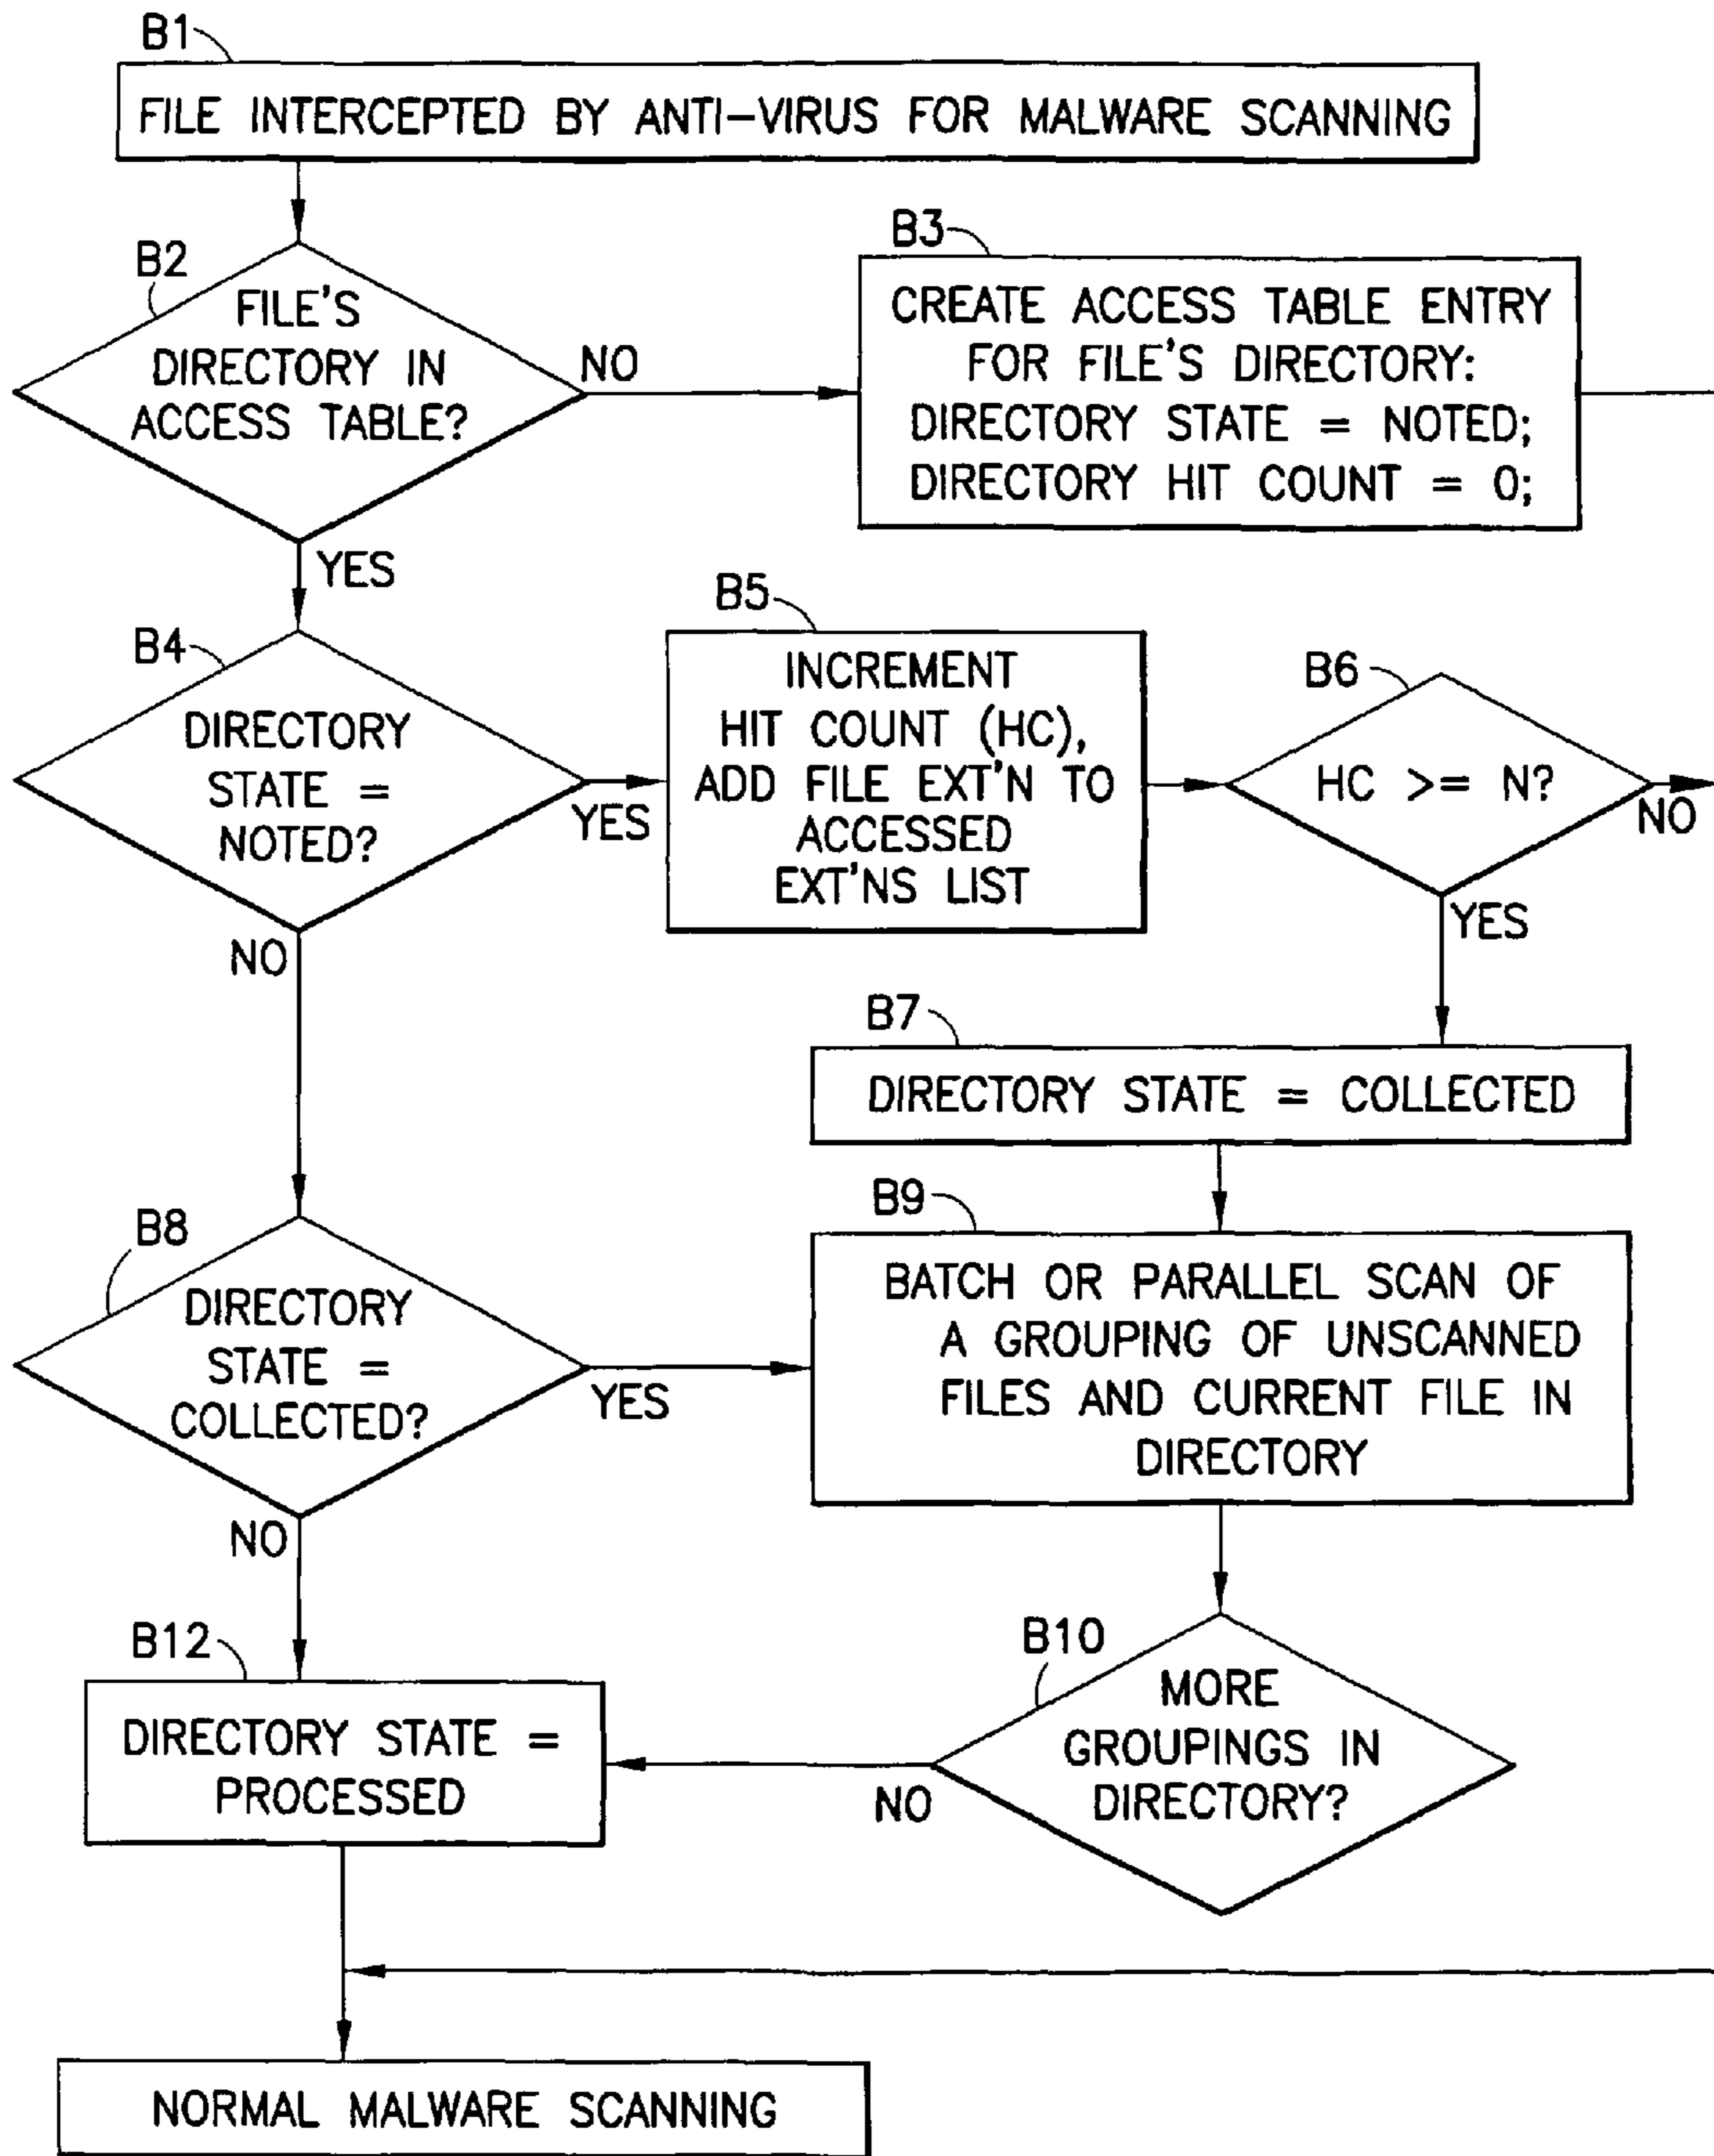 B1
FILE INTERCEPTED BY ANTI-VIRUS FOR MALWARE SCANNING
B2
FILE'S
DIRECTORY IN
ACCESS TABLE?
NO
YES
B3
CREATE ACCESS TABLE ENTRY
FOR FILE'S DIRECTORY:
DIRECTORY STATE = NOTED;
DIRECTORY HIT COUNT = 0;
B4
DIRECTORY
STATE =
NOTED?
YES
NO
B5
INCREMENT
HIT COUNT (HC),
ADD FILE EXT'N TO
ACCESSED
EXT'NS LIST
B6
HC >= N?
NO
YES
B7
DIRECTORY STATE = COLLECTED
B8
DIRECTORY
STATE =
COLLECTED?
YES
NO
B9
BATCH OR PARALLEL SCAN OF
A GROUPING OF UNSCANNED
FILES AND CURRENT FILE IN
DIRECTORY
B10
MORE
GROUPINGS IN
DIRECTORY?
NO
B12
DIRECTORY STATE =
PROCESSED
NORMAL MALWARE SCANNING